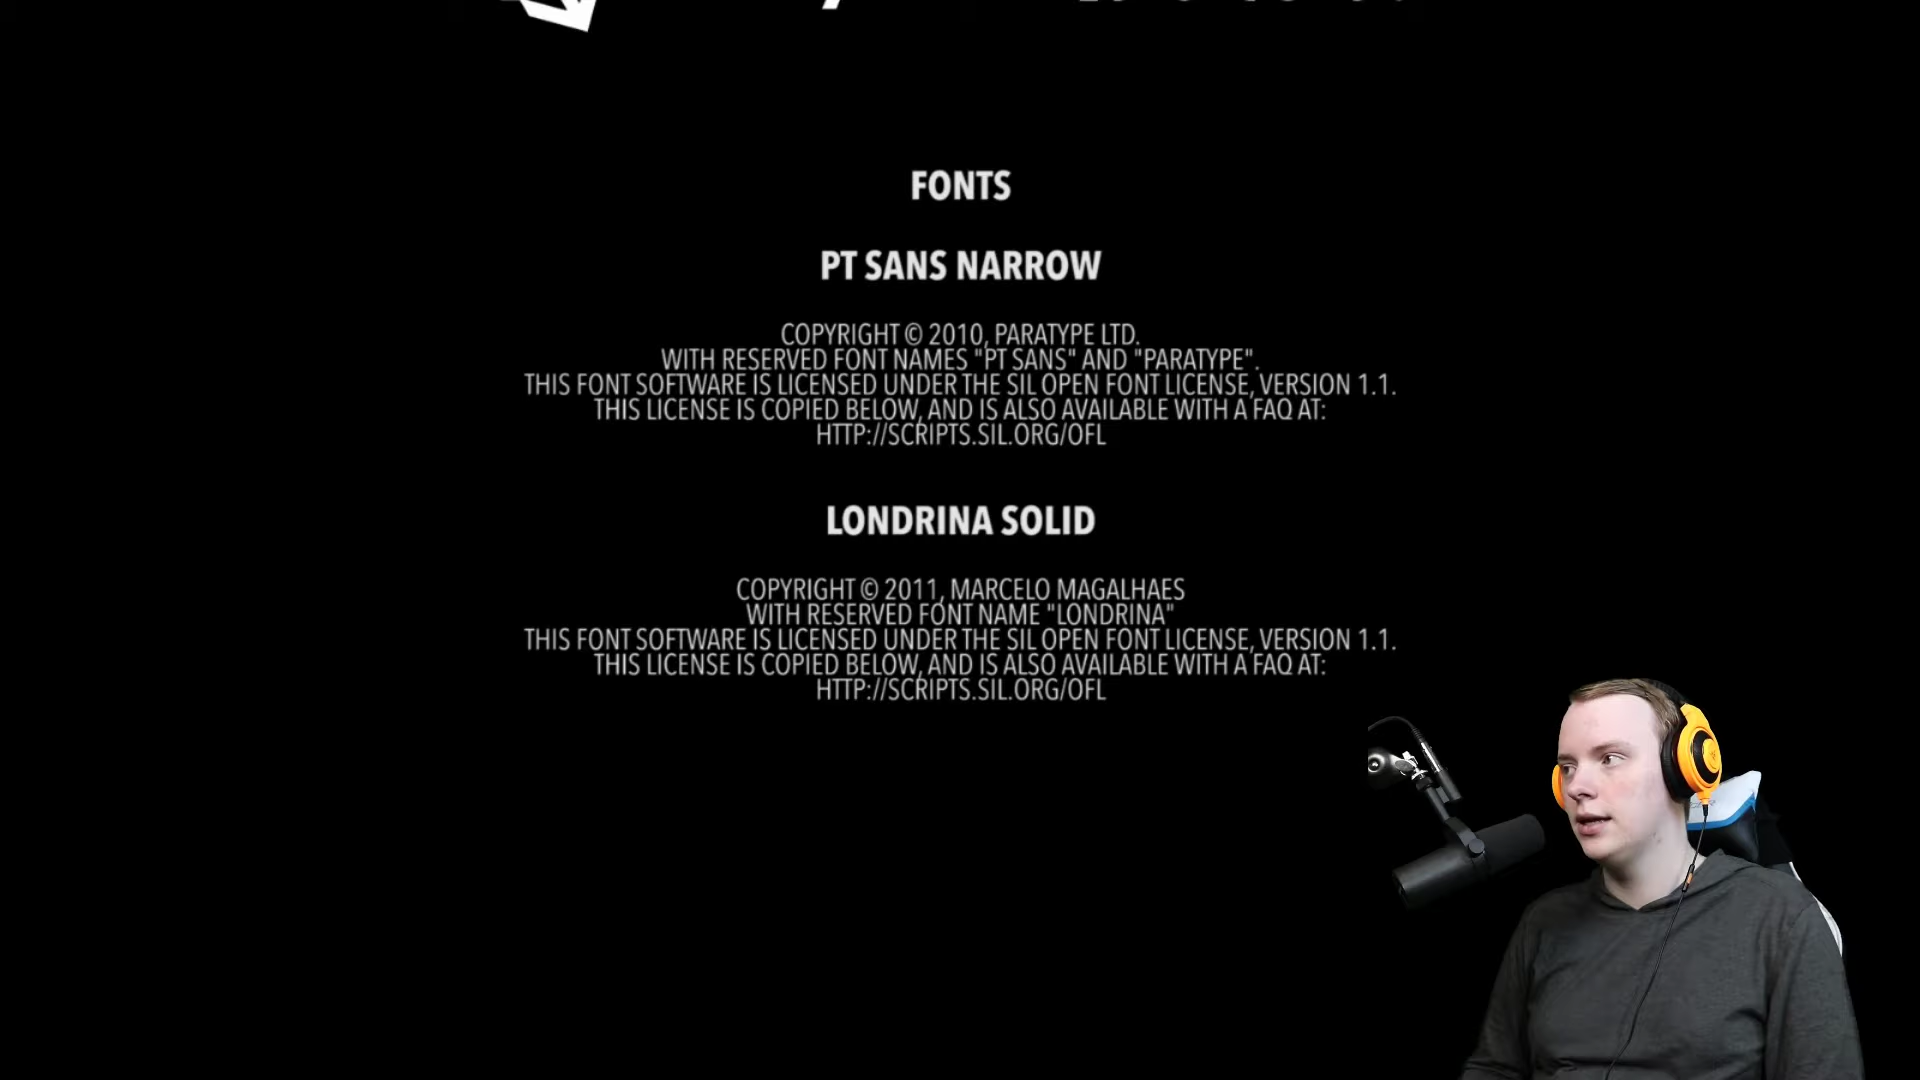 FONTS
PT SANS NARROW
COPYRIGHT © 2010, PARATYPE LTD.
WITH RESERVED FONT NAMES "PT SANS" AND "PARATYPE".
THIS FONT SOFTWARE IS LICENSED UNDER THE SIL OPEN FONT LICENSE, VERSION 1.1.
THIS LICENSE IS COPIED BELOW, AND IS ALSO AVAILABLE WITH A FAQ AT:
HTTP://SCRIPTS.SIL.ORG/OFL
LONDRINA SOLID
COPYRIGHT © 2011, MARCELO MAGALHAES
WITH RESERVED FONT NAME "LONDRINA"
THIS FONT SOFTWARE IS LICENSED UNDER THE SIL OPEN FONT LICENSE, VERSION 1.1.
THIS LICENSE IS COPIED BELOW, AND IS ALSO AVAILABLE WITH A FAQ AT:
HTTP://SCRIPTS.SIL.ORG/OFL